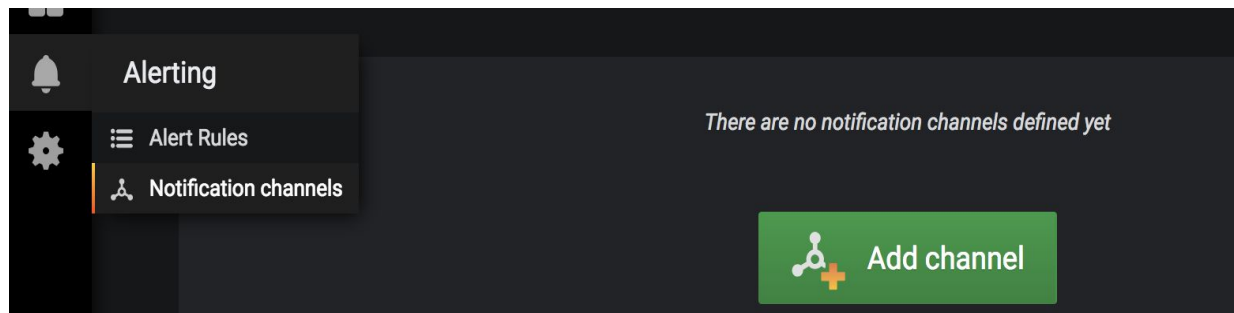 Alerting
Alert Rules
Notification channels
There are no notification channels defined yet
Add channel